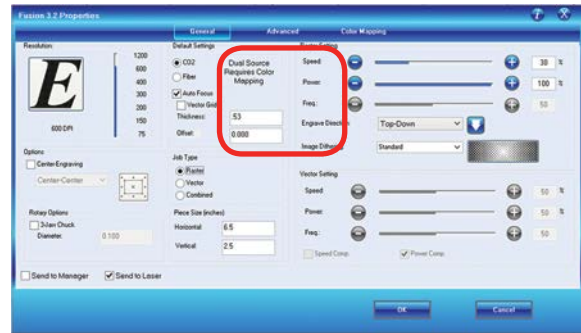 Fusion 3.2 Properties
General Advanced Color Mapping
Resolution
E
1200
600
400
300
200
150
75
600 DPI
Options
Center-Engraving
Center-Center
Rotary Options
3-Jaw Chuck
Diameter: 0.100
Send to Manager Send to Laser
Default Settings
CO2
Fiber
Auto Focus
Vector Grid
Thickness: .53
Offset: 0.000
Dual Source
Requires Color
Mapping
Job Type
Raster
Vector
Combined
Piece Size (inches)
Horizontal 6.5
Vertical 2.5
Raster Setting
Speed: 30 %
Power: 100 %
Freq.: 50
Engrave Direction: Top-Down
Image Dithering: Standard
Vector Setting
Speed: 50 %
Power: 50 %
Freq.: 50
Speed Comp. Power Comp.
OK Cancel